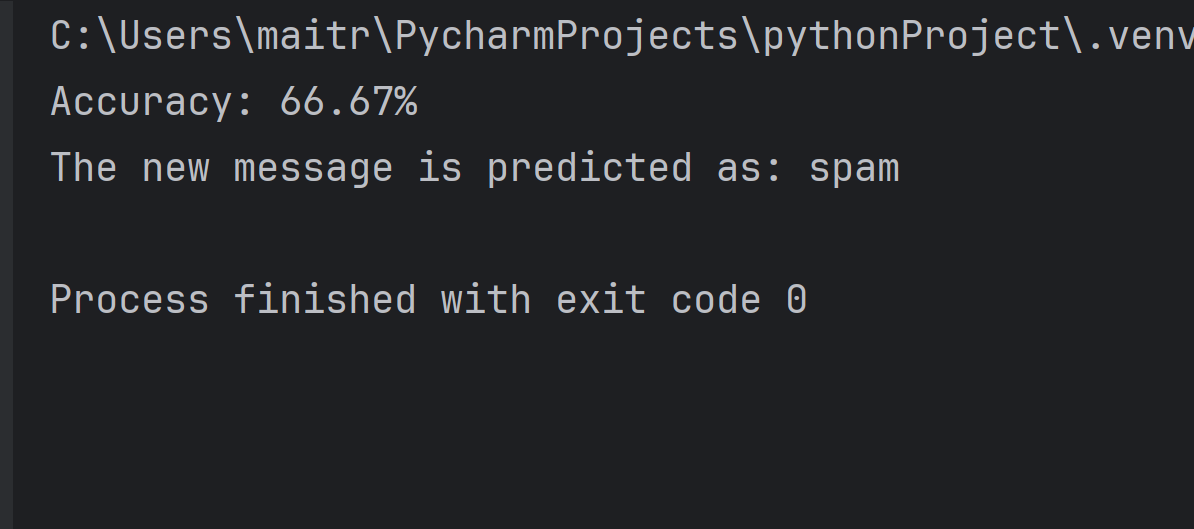 C:\Users\maitr\PycharmProjects\pythonProject\.venv
Accuracy: 66.67%
The new message is predicted as: spam
Process finished with exit code 0